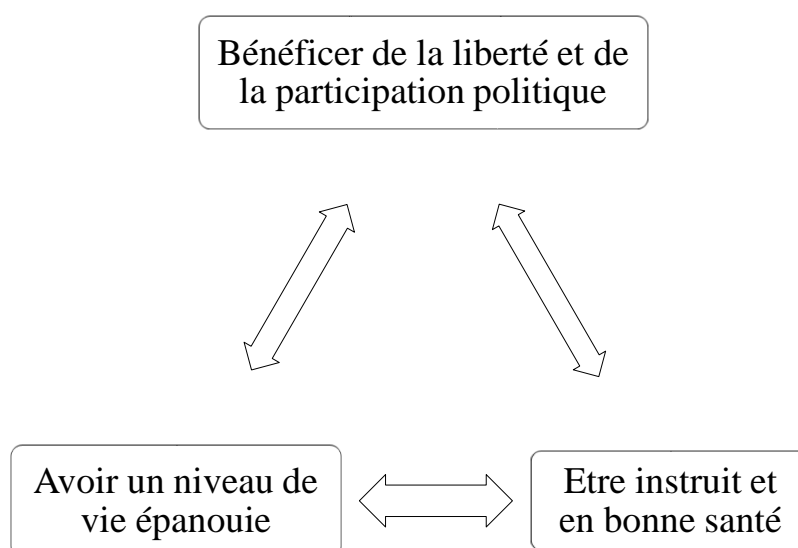 Bénéficer de la liberté et de
la participation politique
Avoir un niveau de
vie épanouie
Etre instruit et
en bonne santé